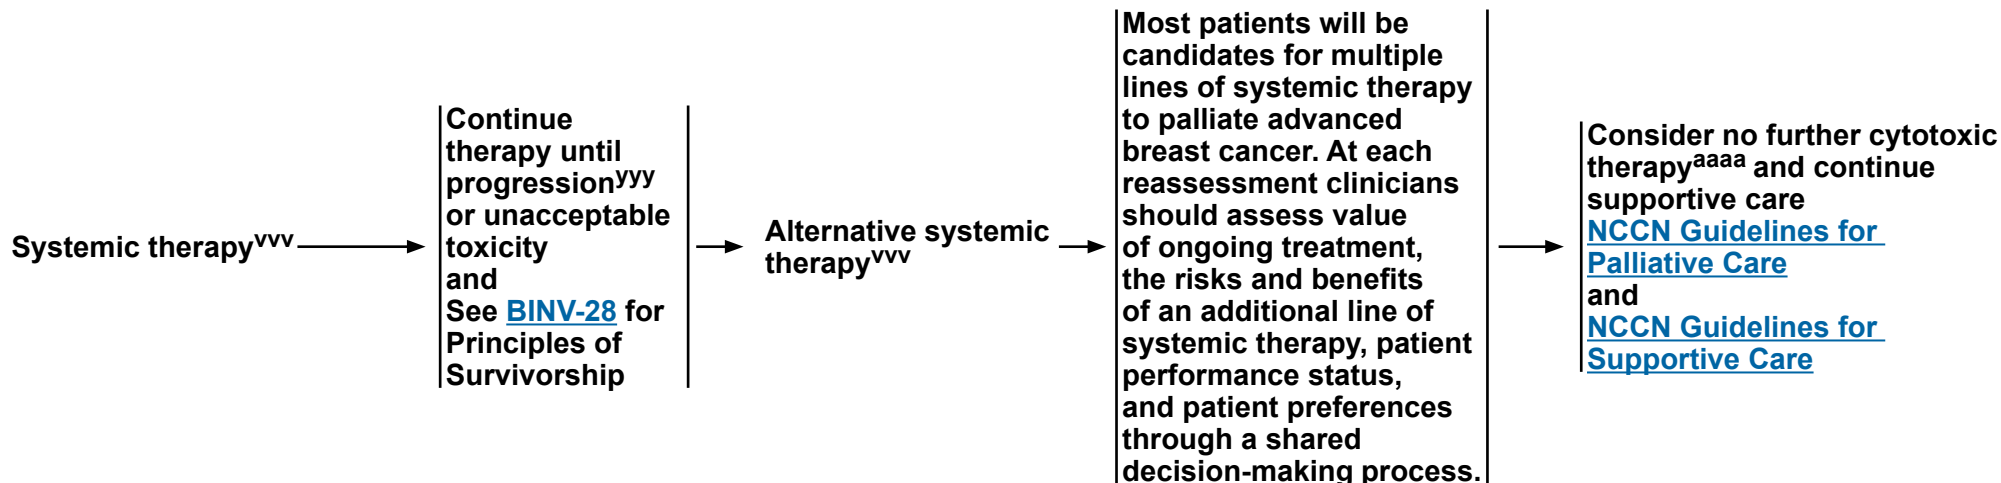 Systemic therapyvvv
Continue
therapy until
progressionyyy
or unacceptable
toxicity
and
See BINV-28 for
Principles of
Survivorship
Alternative systemic
therapyvvv
Most patients will be
candidates for multiple
lines of systemic therapy
to palliate advanced
breast cancer. At each
reassessment clinicians
should assess value
of ongoing treatment,
the risks and benefits
of an additional line of
systemic therapy, patient
performance status,
and patient preferences
through a shared
decision-making process.
Consider no further cytotoxic
therapyaaaa and continue
supportive care
NCCN Guidelines for
Palliative Care
and
NCCN Guidelines for
Supportive Care